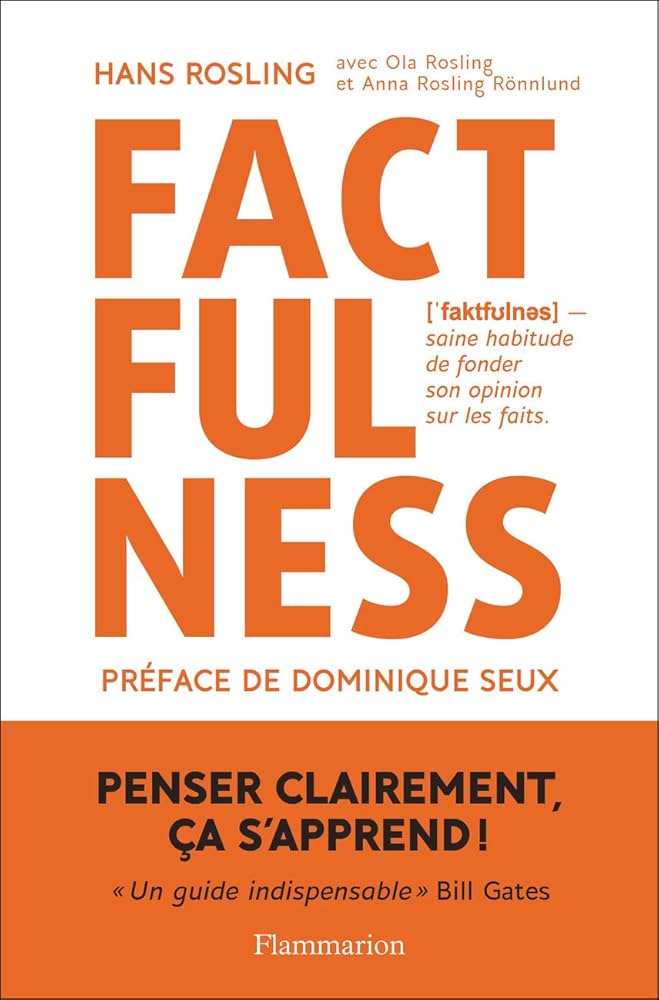 HANS ROSLING
avec Ola Rosling
et Anna Rosling Rönnlund
FACT
FUL
NESS
['faktfʊlnəs] —
saine habitude
de fonder
son opinion
sur les faits.
PRÉFACE DE DOMINIQUE SEUX
PENSER CLAIREMENT,
ÇA S'APPREND !
« Un guide indispensable » Bill Gates
Flammarion